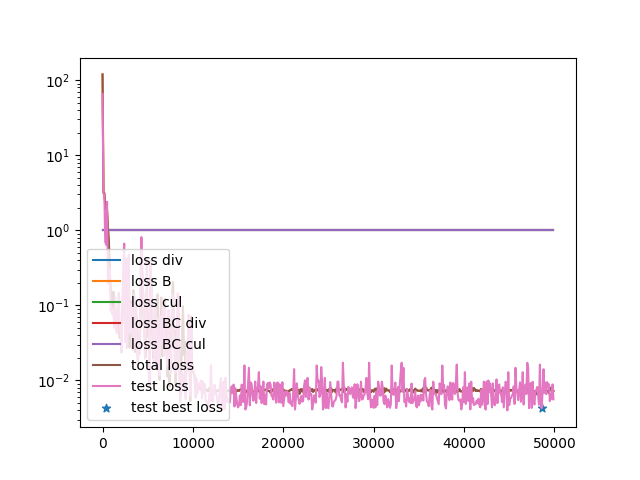 10²
10¹
10⁰
10⁻¹
10⁻²
loss div
loss B
loss cul
loss BC div
loss BC cul
total loss
test loss
test best loss
0 10000 20000 30000 40000 50000